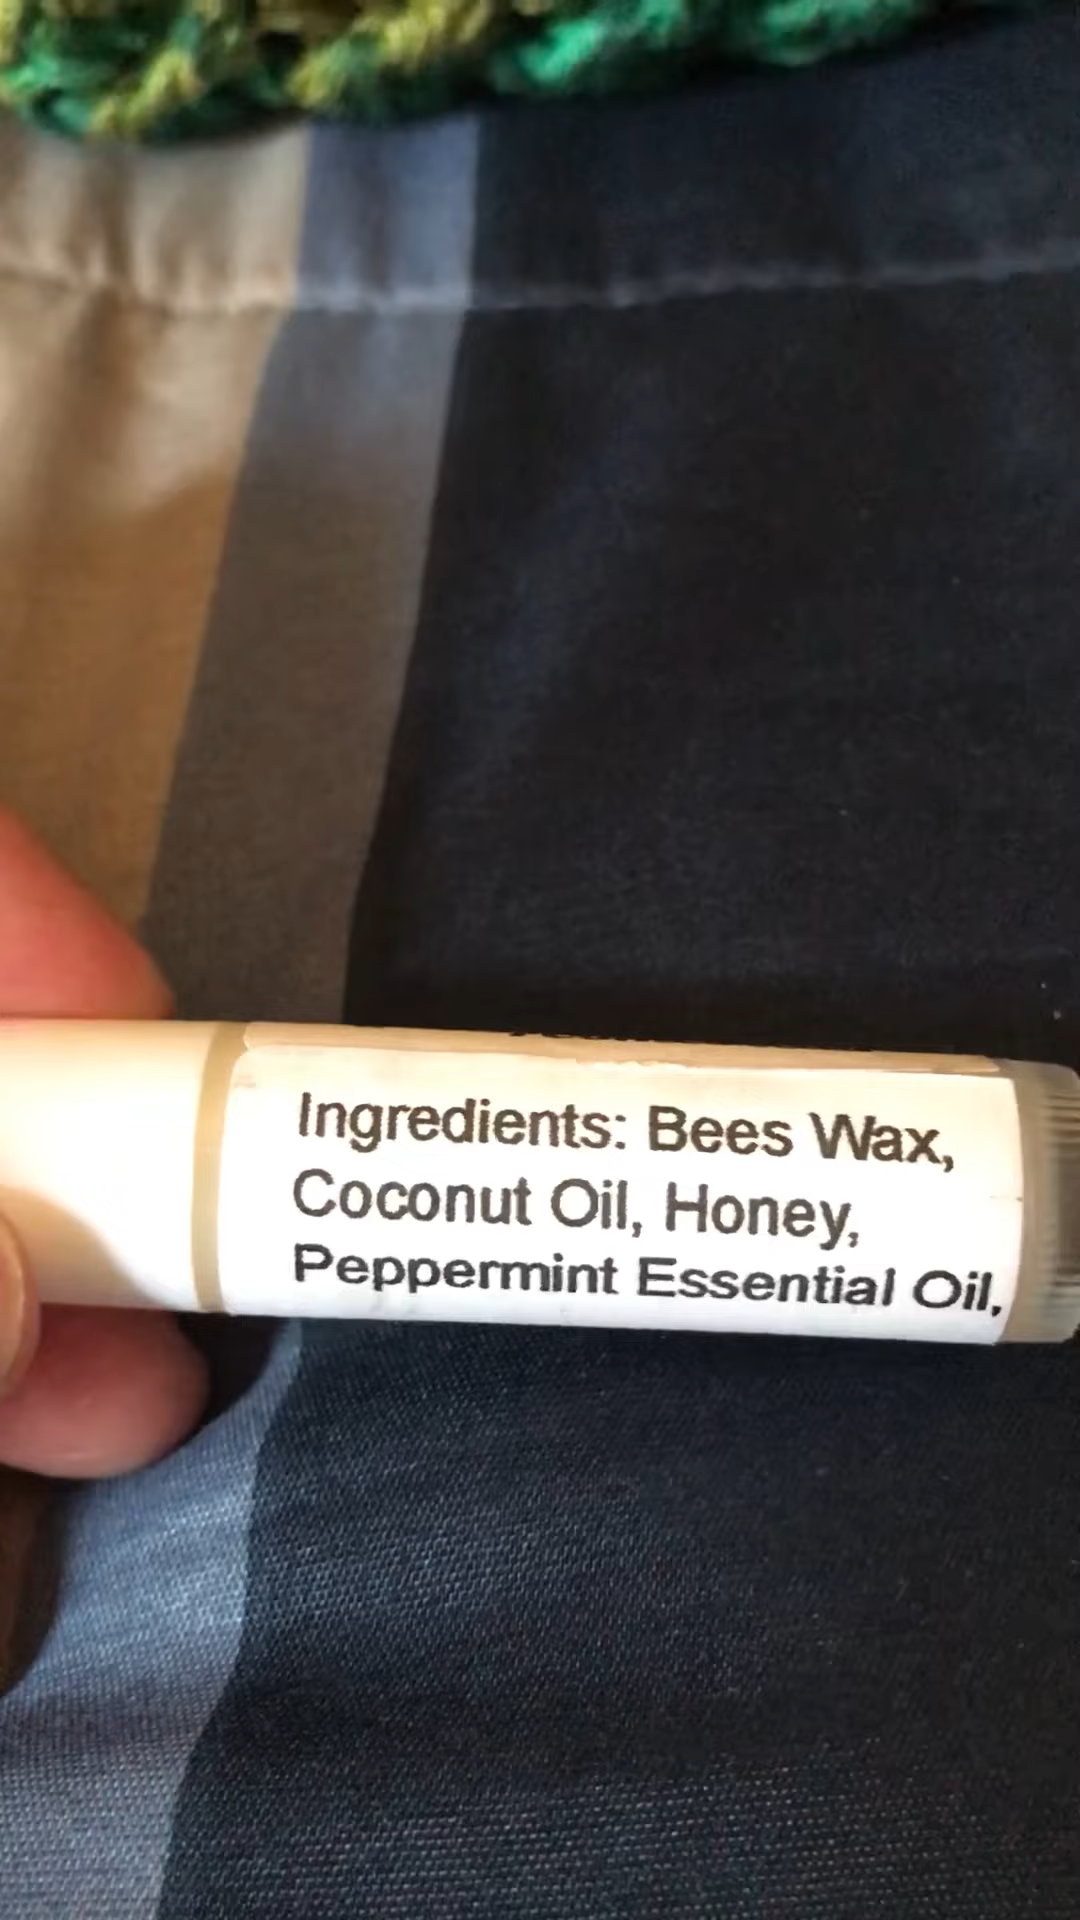 Ingredients: Bees Wax,
Coconut Oil, Honey,
Peppermint Essential Oil,